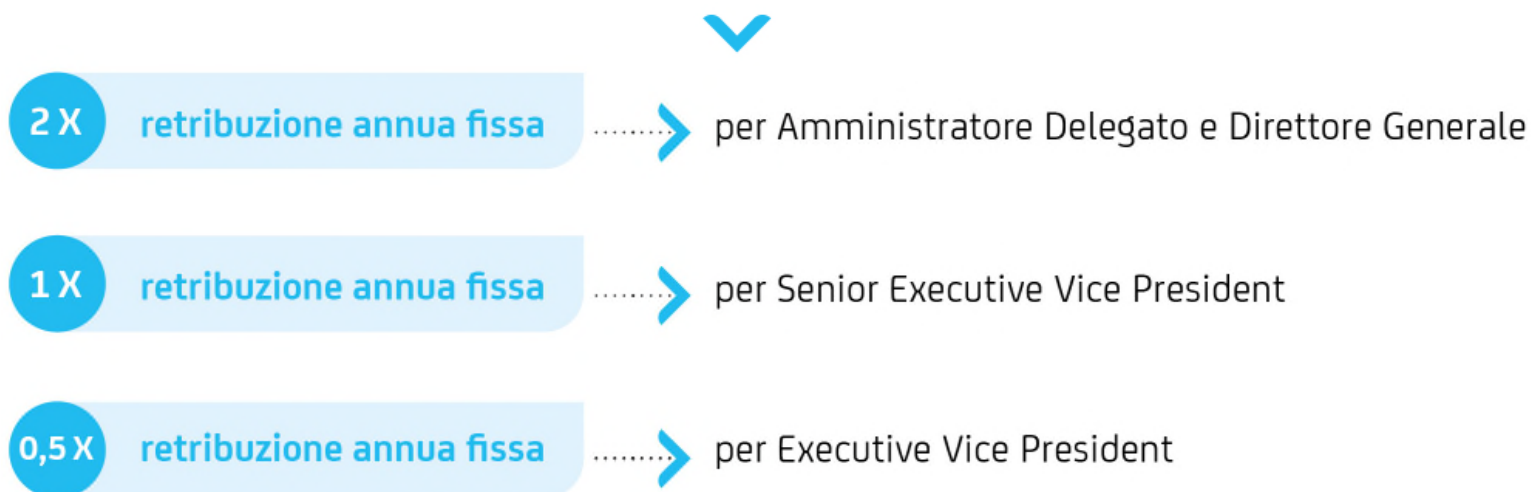 2 X retribuzione annua fissa per Amministratore Delegato e Direttore Generale
1 X retribuzione annua fissa per Senior Executive Vice President
0,5 X retribuzione annua fissa per Executive Vice President